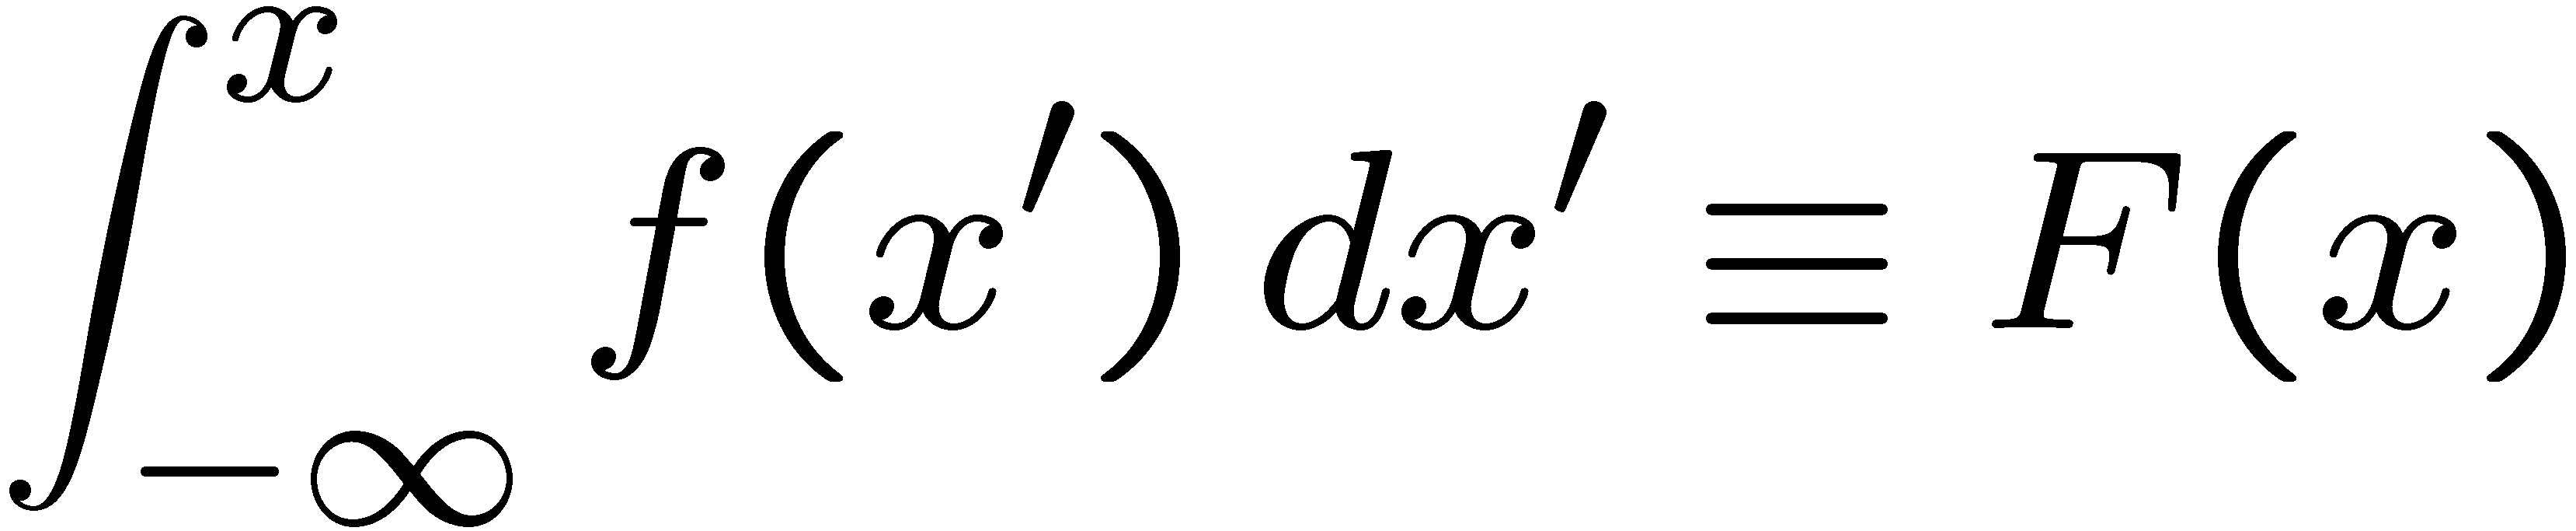 ∫_{-∞}^{x} f(x′) dx′ ≡ F(x)